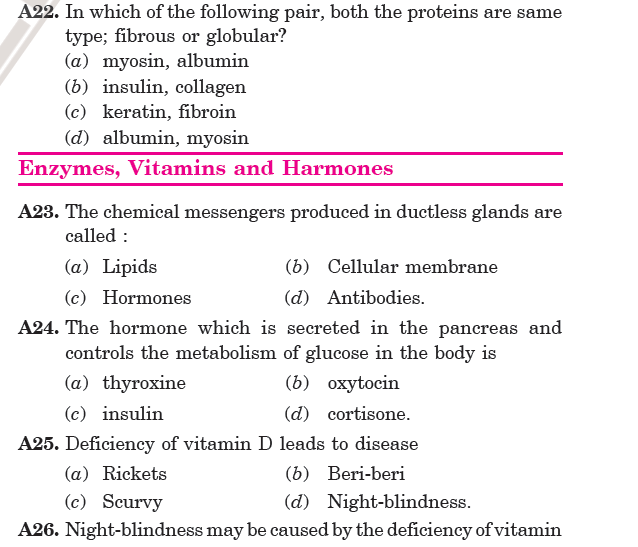 A22. In which of the following pair, both the proteins are same
type; fibrous or globular?
(a) myosin, albumin
(b) insulin, collagen
(c) keratin, fibroin
(d) albumin, myosin
Enzymes, Vitamins and Harmones
A23. The chemical messengers produced in ductless glands are
called :
(a) Lipids (b) Cellular membrane
(c) Hormones (d) Antibodies.
A24. The hormone which is secreted in the pancreas and
controls the metabolism of glucose in the body is
(a) thyroxine (b) oxytocin
(c) insulin (d) cortisone.
A25. Deficiency of vitamin D leads to disease
(a) Rickets (b) Beri-beri
(c) Scurvy (d) Night-blindness.
A26. Night-blindness may be caused by the deficiency of vitamin